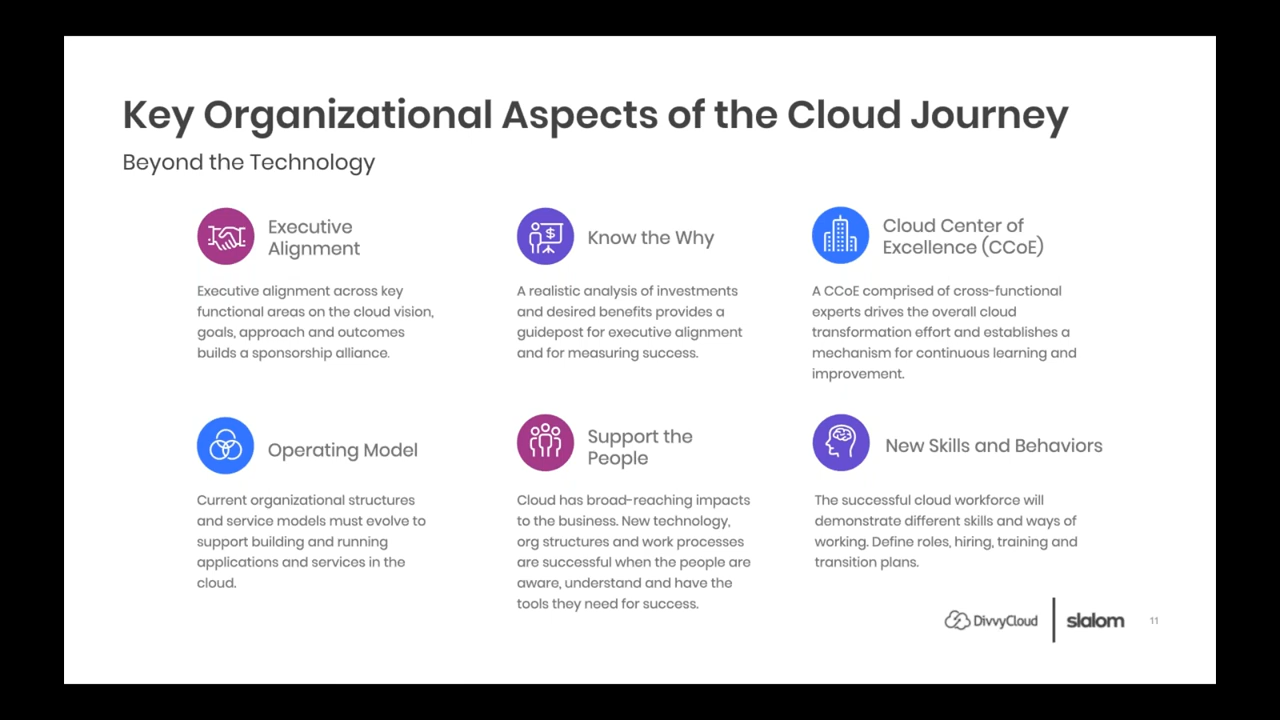 Key Organizational Aspects of the Cloud Journey
Beyond the Technology
Executive
Alignment
Executive alignment across key
functional areas on the cloud vision,
goals, approach and outcomes
builds a sponsorship alliance.
$
Know the Why
A realistic analysis of investments
and desired benefits provides a
guidepost for executive alignment
and for measuring success.
Cloud Center of
Excellence (CCoE)
A CCoE comprised of cross-functional
experts drives the overall cloud
transformation effort and establishes a
mechanism for continuous learning and
improvement.
Operating Model
Current organizational structures
and service models must evolve to
support building and running
applications and services in the
cloud.
Support the
People
Cloud has broad-reaching impacts
to the business. New technology,
org structures and work processes
are successful when the people are
aware, understand and have the
tools they need for success.
New Skills and Behaviors
The successful cloud workforce will
demonstrate different skills and ways of
working. Define roles, hiring, training and
transition plans.
DivvyCloud
slalom
11